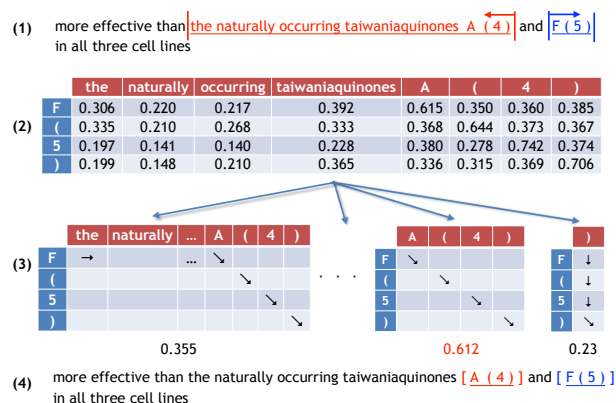 (1) more effective than the naturally occurring taiwaniaquinones A (4) and F(5)
in all three cell lines
the naturally occurring taiwaniaquinones A ( 4 )
F 0.306 0.220 0.217 0.392 0.615 0.350 0.360 0.385
(2) ( 0.335 0.210 0.268 0.333 0.368 0.644 0.373 0.367
5 0.197 0.141 0.140 0.228 0.380 0.278 0.742 0.374
) 0.199 0.148 0.210 0.365 0.336 0.315 0.369 0.706
the naturally ... A ( 4 ) A ( 4 ) )
(3) F → ... ↘ F ↘ F ↓
( ↘ . . . ( ↘ ( ↓
5 ↘ 5 ↘ 5 ↓
) ↘ ) ↘ ) ↘
0.355 0.612 0.23
(4) more effective than the naturally occurring taiwaniaquinones [ A (4) ] and [ F(5) ]
in all three cell lines